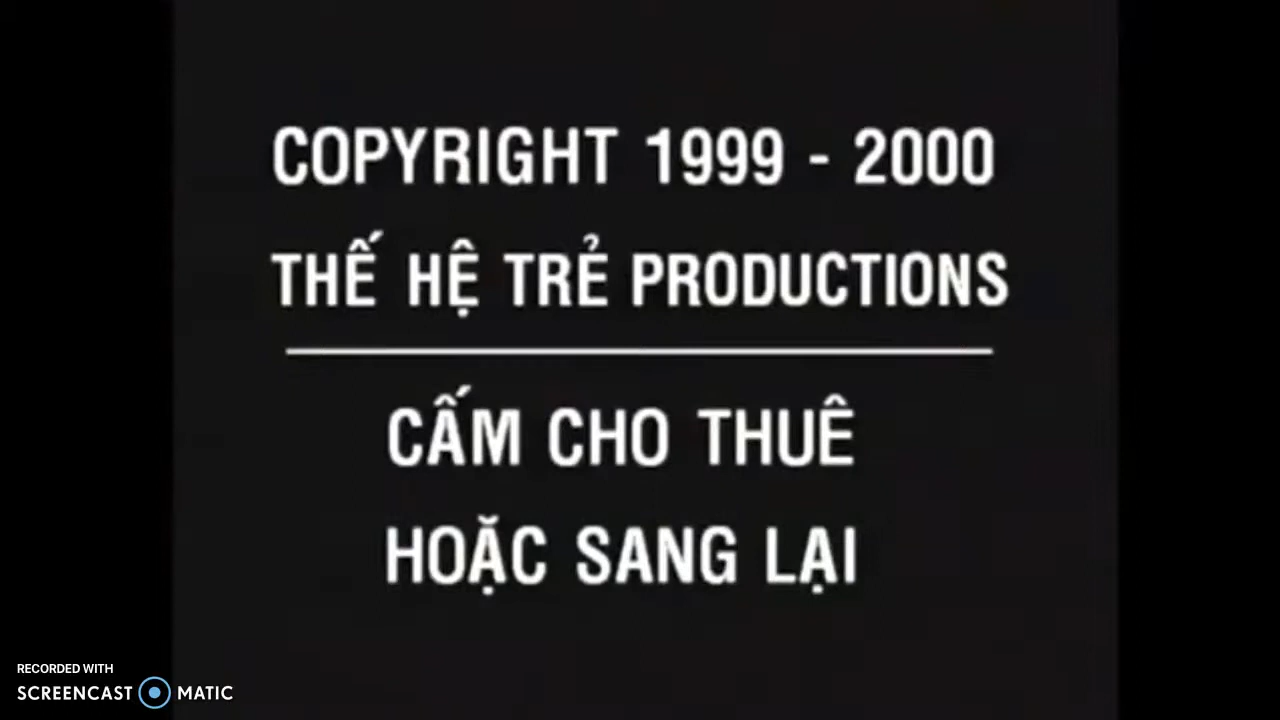 COPYRIGHT 1999 - 2000
THẾ HỆ TRẺ PRODUCTIONS
CẤM CHO THUÊ
HOẶC SANG LẠI
RECORDED WITH
SCREENCAST MATIC